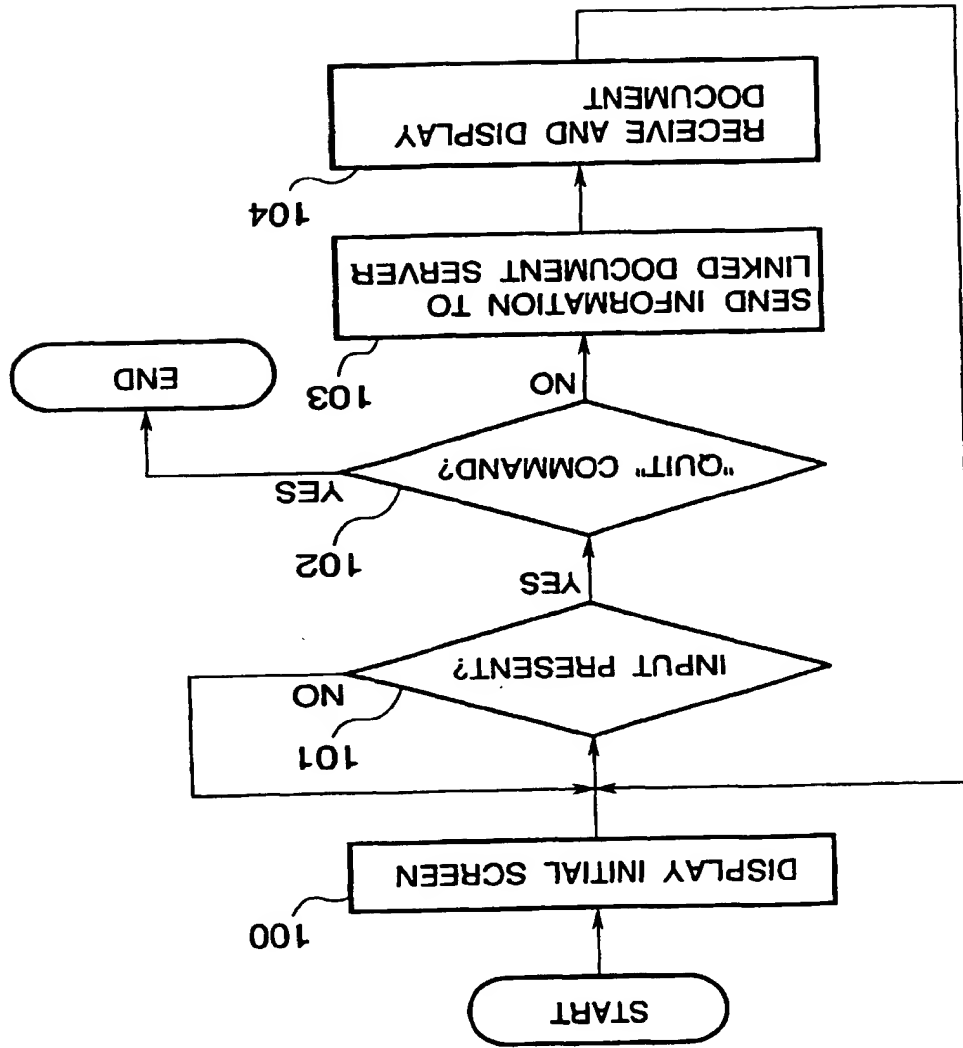 START
100
DISPLAY INITIAL SCREEN
101
INPUT PRESENT?
NO
YES
102
"QUIT" COMMAND?
YES
NO
END
103
SEND INFORMATION TO
LINKED DOCUMENT SERVER
104
RECEIVE AND DISPLAY
DOCUMENT